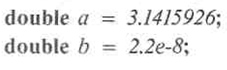 double a = 3.1415926;
double b = 2.2e-8;